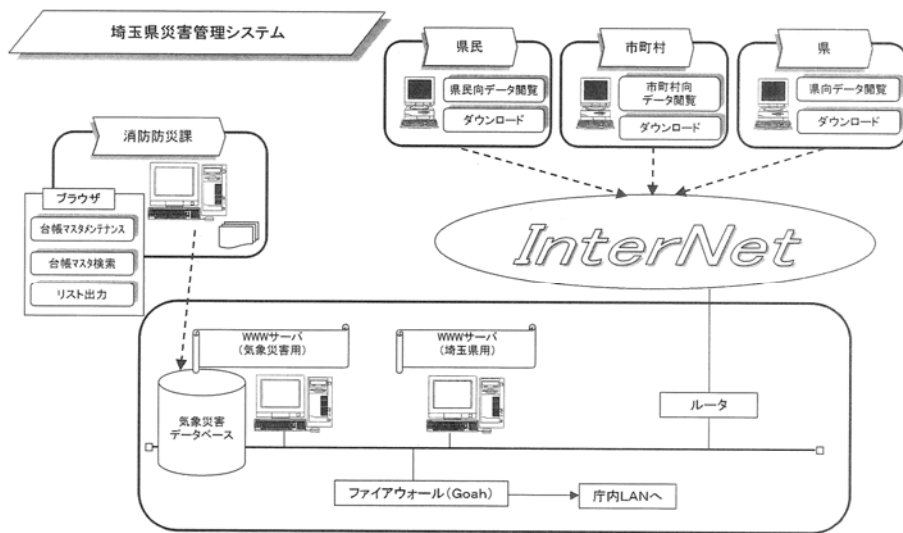 埼玉県災害管理システム
県民
県民向データ閲覧
ダウンロード
市町村
市町村向
データ閲覧
ダウンロード
県
県向データ閲覧
ダウンロード
消防防災課
ブラウザ
台帳マスタメンテナンス
台帳マスタ検索
リスト出力
InterNet
WWWサーバ
(気象災害用)
WWWサーバ
(埼玉県用)
気象災害
データベース
ルータ
ファイアウォール(Goah)
庁内LANへ